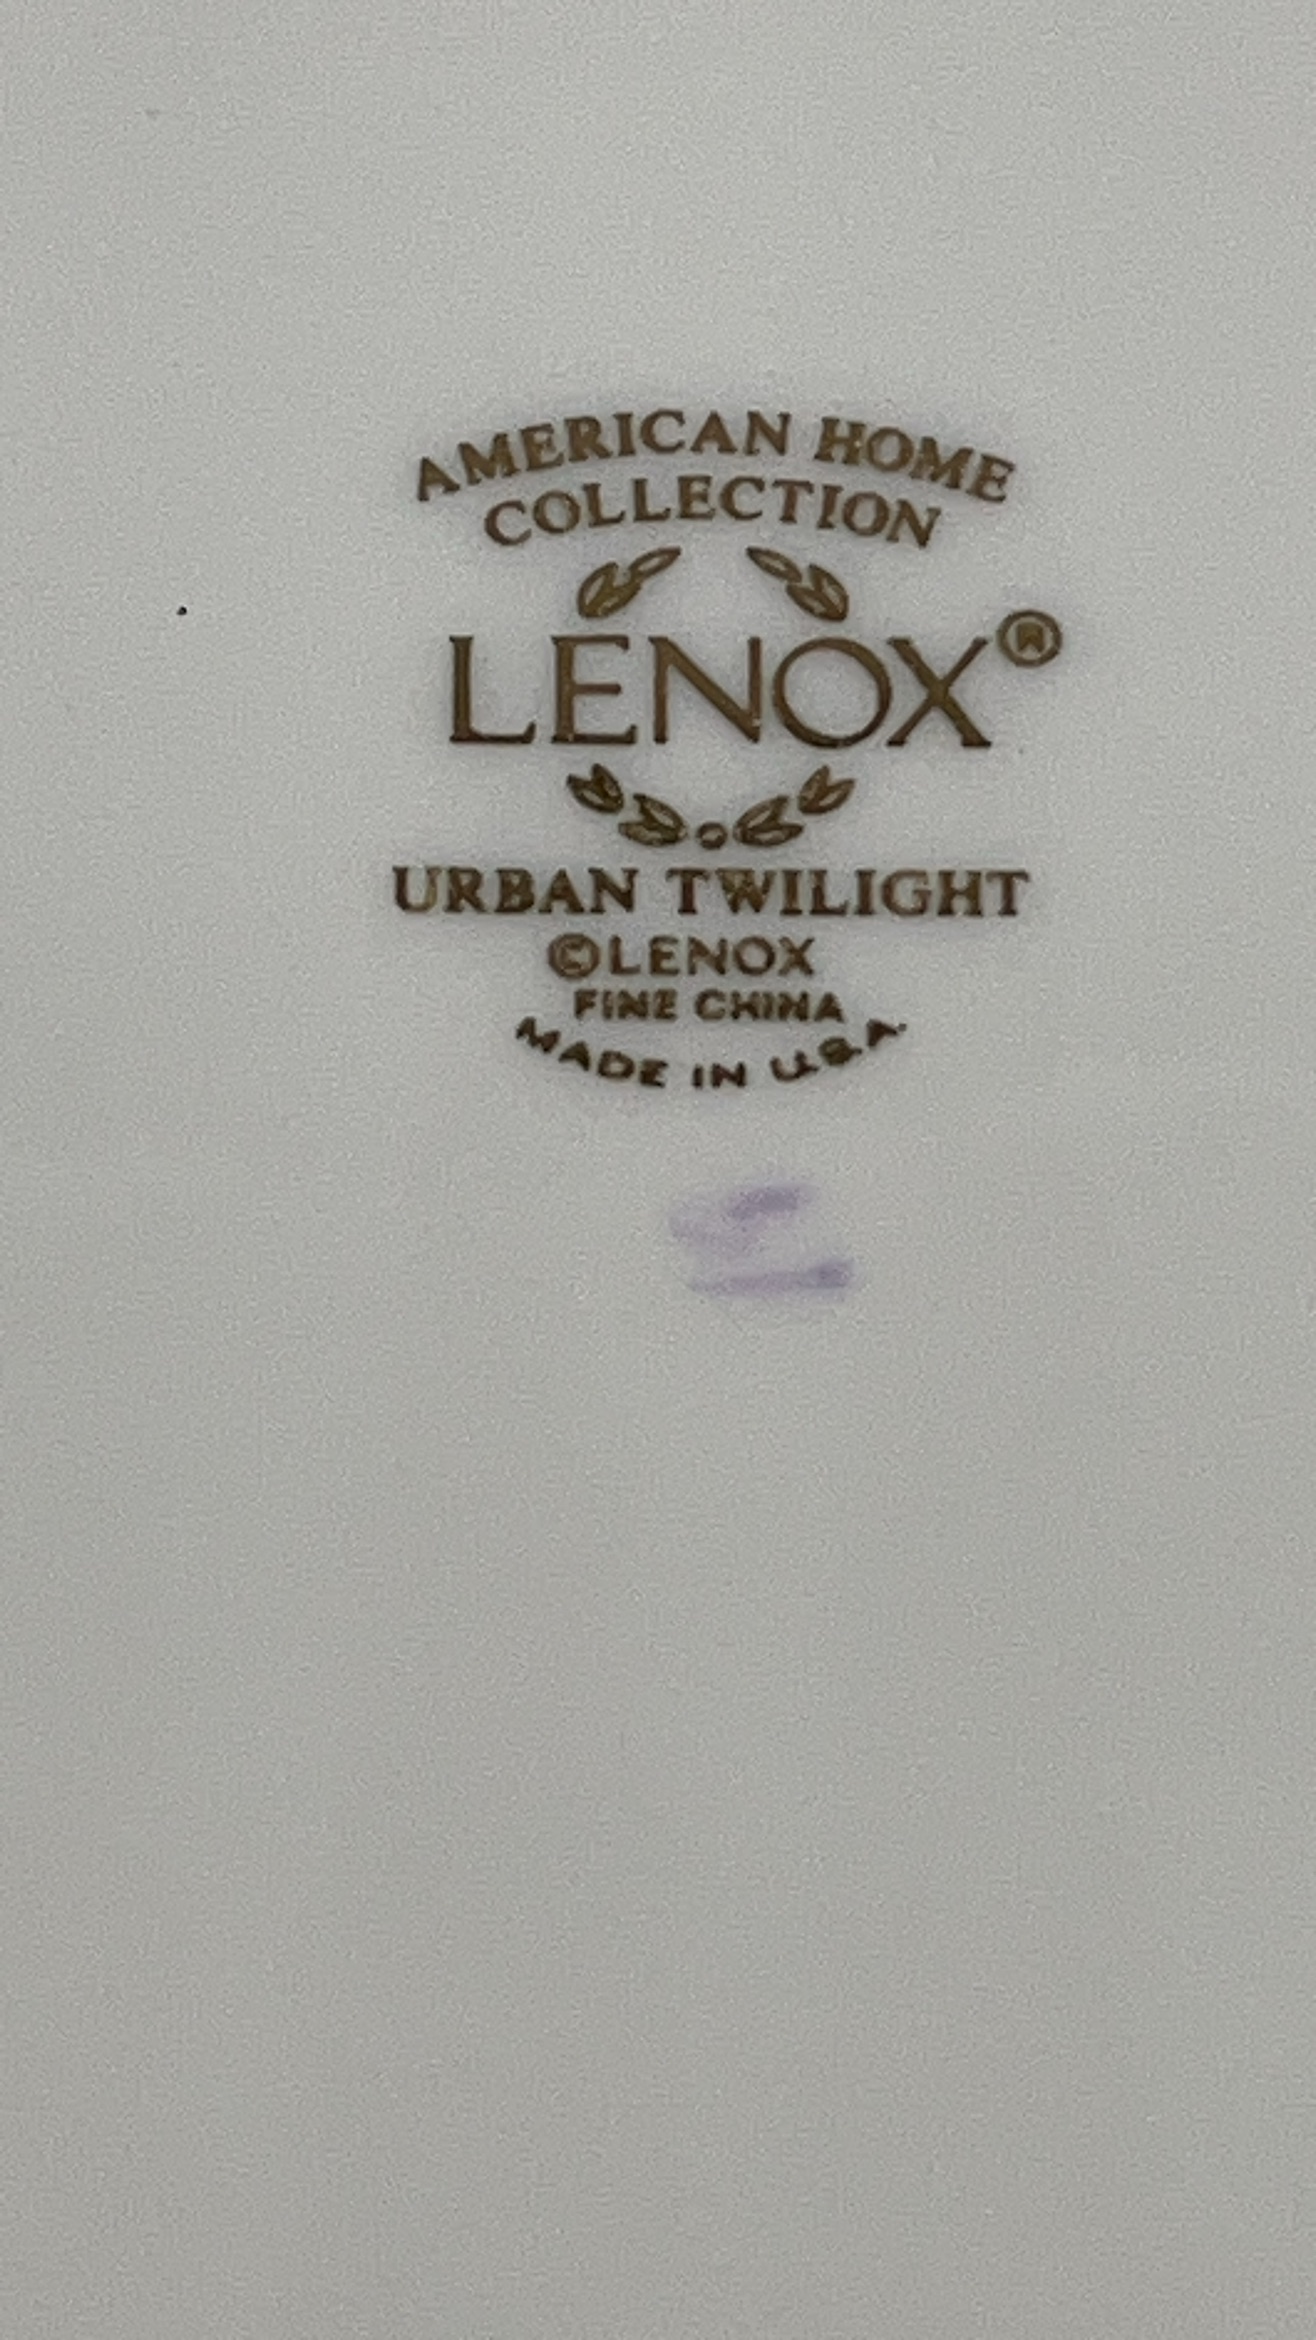 AMERICAN HOME
COLLECTION
LENOX®
URBAN TWILIGHT
©LENOX
FINE CHINA
MADE IN U.S.A.